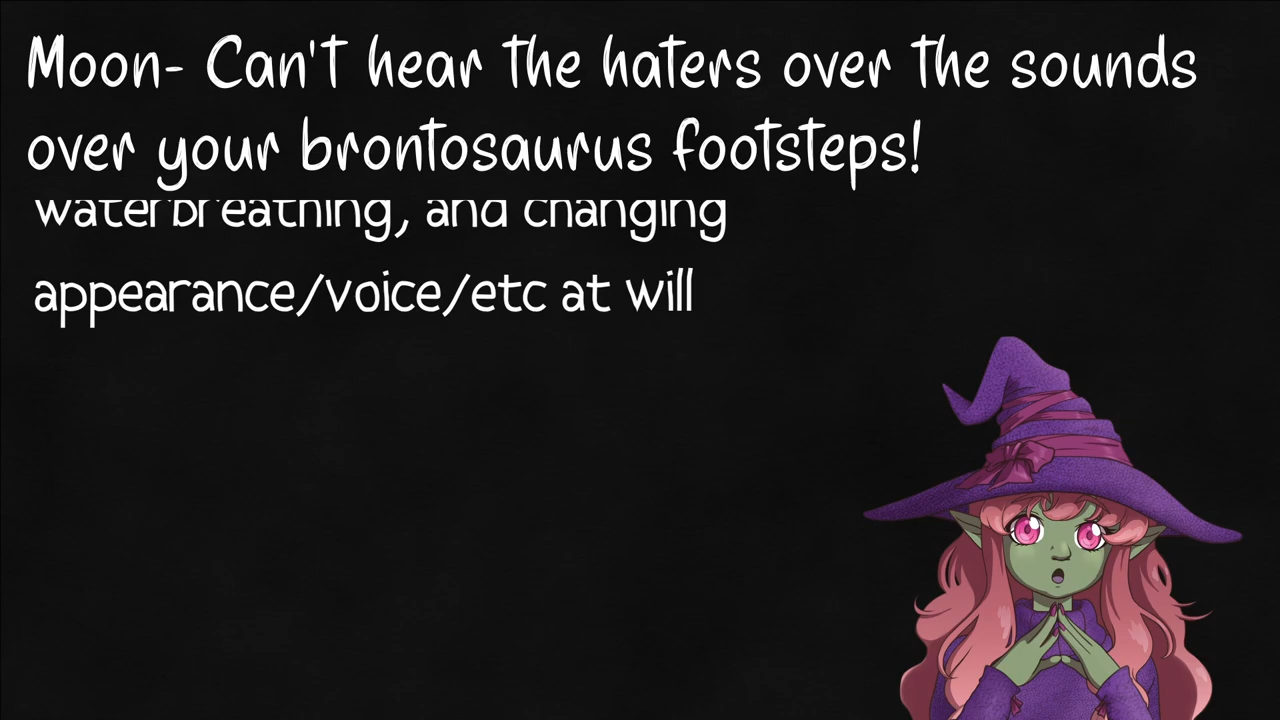 Moon- Can't hear the haters over the sounds
over your brontosaurus footsteps!
waterbreathing, and changing
appearance/voice/etc at will